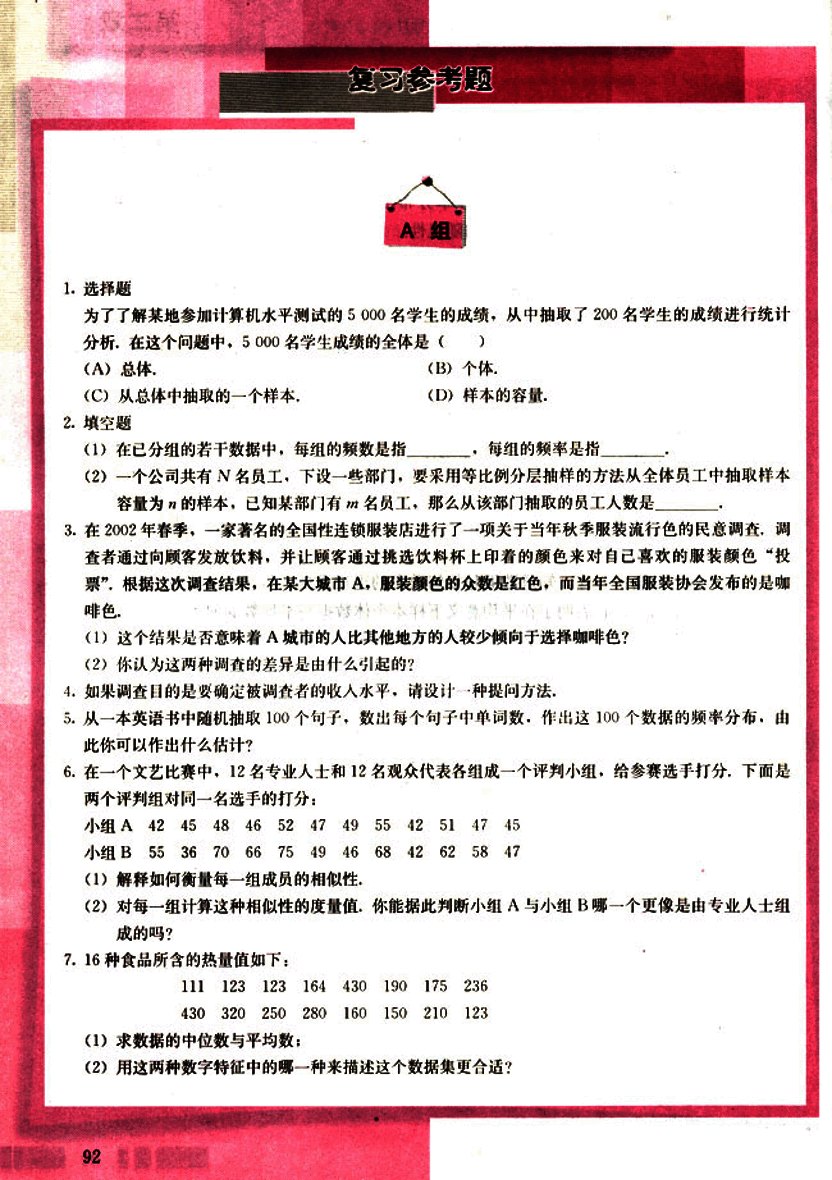 复习参考题
A 组
1. 选择题
为了了解某地参加计算机水平测试的 5 000 名学生的成绩，从中抽取了 200 名学生的成绩进行统计
分析. 在这个问题中，5 000 名学生成绩的全体是（ ）
（A）总体. （B）个体.
（C）从总体中抽取的一个样本. （D）样本的容量.
2. 填空题
（1）在已分组的若干数据中，每组的频数是指______，每组的频率是指______.
（2）一个公司共有 N 名员工，下设一些部门，要采用等比例分层抽样的方法从全体员工中抽取样本
容量为 n 的样本，已知某部门有 m 名员工，那么从该部门抽取的员工人数是______.
3. 在 2002 年春季，一家著名的全国性连锁服装店进行了一项关于当年秋季服装流行色的民意调查. 调
查者通过向顾客发放饮料，并让顾客通过挑选饮料杯上印着的颜色来对自己喜欢的服装颜色“投
票”. 根据这次调查结果，在某大城市 A，服装颜色的众数是红色，而当年全国服装协会发布的是咖
啡色.
（1）这个结果是否意味着 A 城市的人比其他地方的人较少倾向于选择咖啡色?
（2）你认为这两种调查的差异是由什么引起的?
4. 如果调查目的是要确定被调查者的收入水平，请设计一种提问方法.
5. 从一本英语书中随机抽取 100 个句子，数出每个句子中单词数，作出这 100 个数据的频率分布，由
此你可以作出什么估计?
6. 在一个文艺比赛中，12 名专业人士和 12 名观众代表各组成一个评判小组，给参赛选手打分. 下面是
两个评判组对同一名选手的打分：
小组 A 42 45 48 46 52 47 49 55 42 51 47 45
小组 B 55 36 70 66 75 49 46 68 42 62 58 47
（1）解释如何衡量每一组成员的相似性.
（2）对每一组计算这种相似性的度量值. 你能据此判断小组 A 与小组 B 哪一个更像是由专业人士组
成的吗?
7. 16 种食品所含的热量值如下：
111 123 123 164 430 190 175 236
430 320 250 280 160 150 210 123
（1）求数据的中位数与平均数；
（2）用这两种数字特征中的哪一种来描述这个数据集更合适?
92